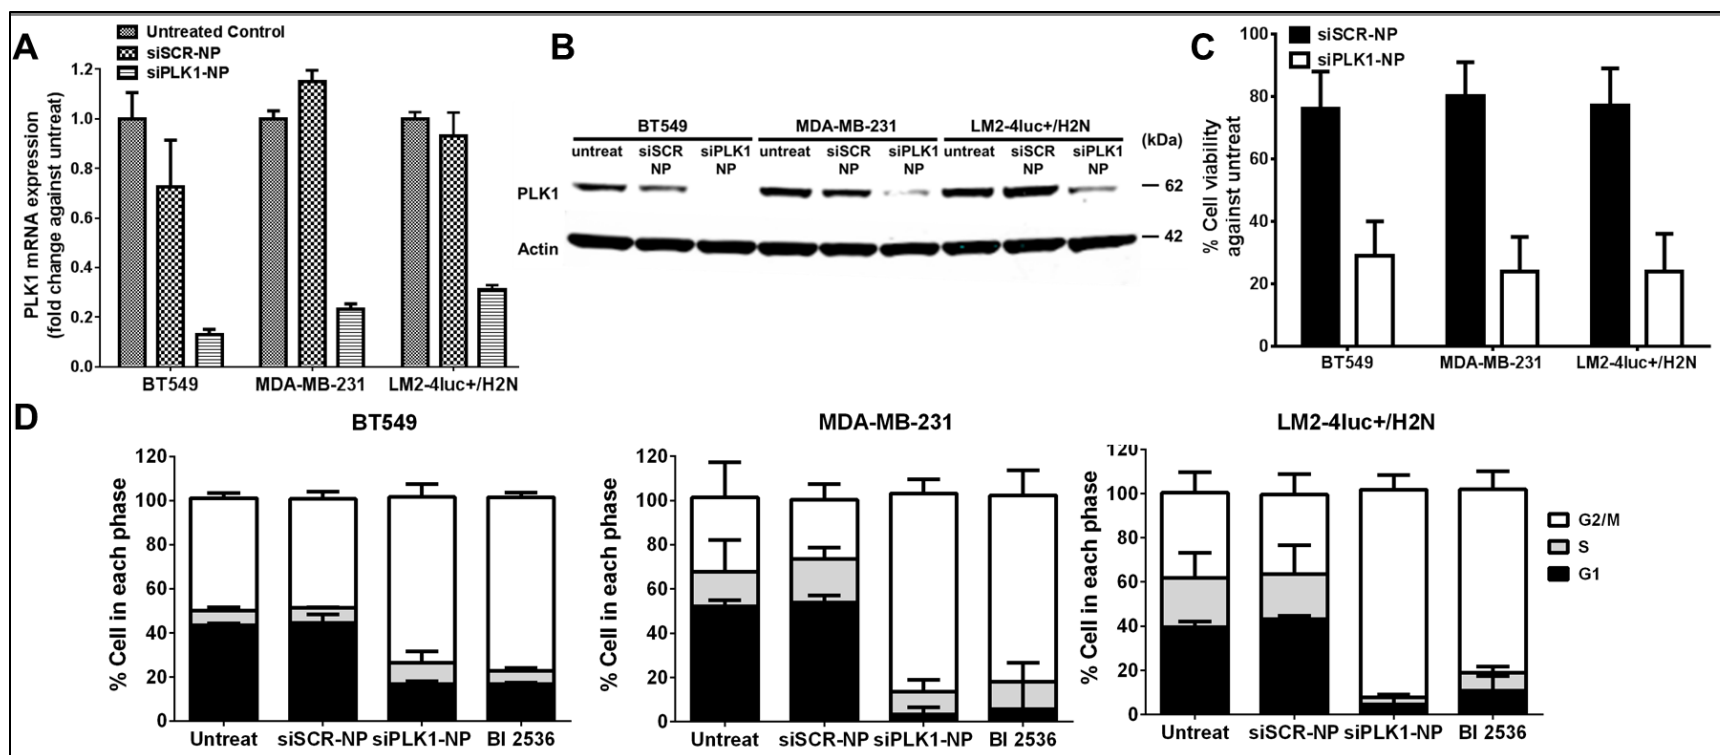 A
Untreated Control
siSCR-NP
siPLK1-NP
PLK1 mRNA expression
(fold change against untreat)
1.2
1.0
0.8
0.6
0.4
0.2
0.0
BT549 MDA-MB-231 LM2-4luc+/H2N
B
BT549 MDA-MB-231 LM2-4luc+/H2N (kDa)
untreat siSCR siPLK1 untreat siSCR siPLK1 untreat siSCR siPLK1
NP NP NP NP NP NP
PLK1 62
Actin 42
C
siSCR-NP
siPLK1-NP
% Cell viability
against untreat
100
80
60
40
20
0
BT549 MDA-MB-231 LM2-4luc+/H2N
D
BT549
% Cell in each phase
120
100
80
60
40
20
0
Untreat siSCR-NP siPLK1-NP BI 2536
MDA-MB-231
% Cell in each phase
120
100
80
60
40
20
0
Untreat siSCR-NP siPLK1-NP BI 2536
LM2-4luc+/H2N
% Cell in each phase
120
100
80
60
40
20
0
Untreat siSCR-NP siPLK1-NP BI 2536
G2/M
S
G1